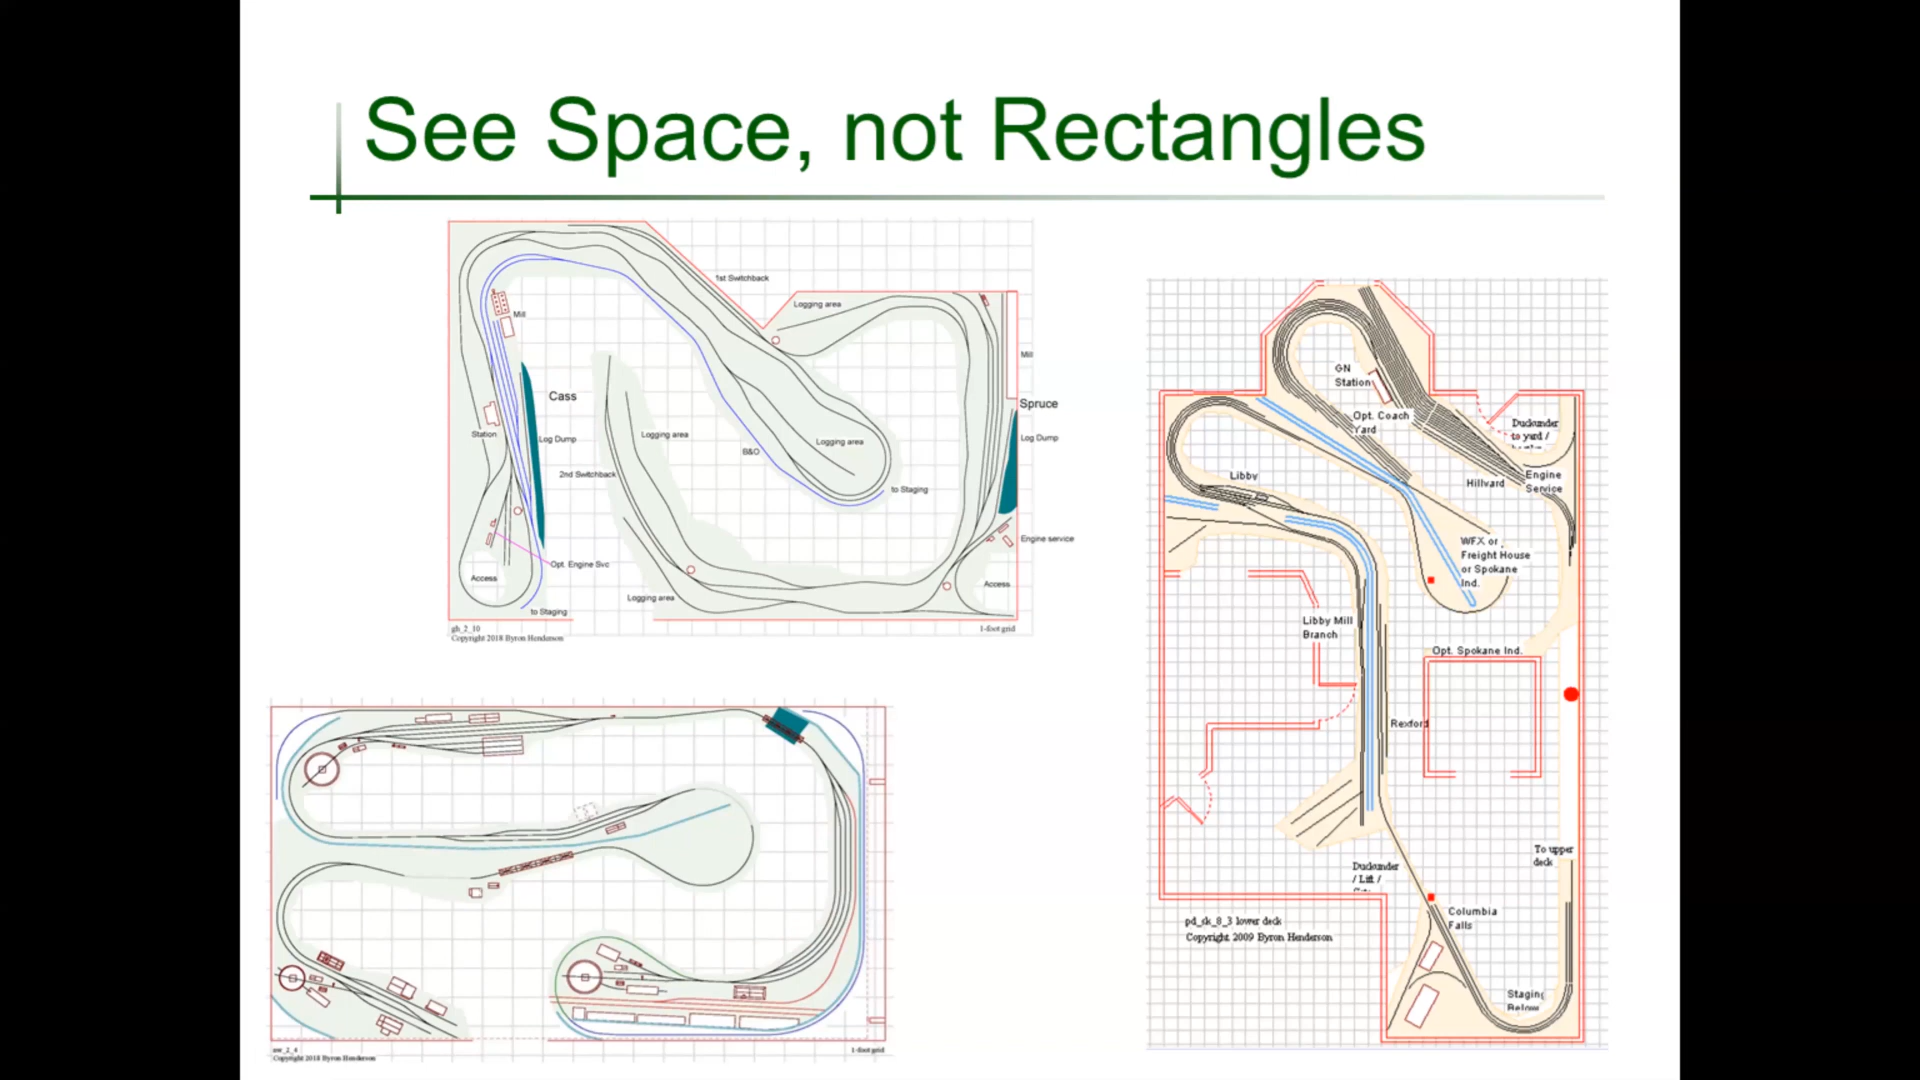 See Space, not Rectangles
1st Switchback
Logging area
Mill
Mill
Cass
Spruce
Station
Log Dump
Logging area
Logging area
Log Dump
B&O
2nd Switchback
to Staging
Engine service
Opt. Engine Svc
Access
Access
Logging area
to Staging
gh_2_10
1-foot grid
Copyright 2018 Byron Henderson
1-foot grid
Copyright 2018 Byron Henderson
GN
Station
Opt. Coach
Yard
Duckunder
to yard /
Libby
Hillyard
Engine
Service
WFX or
Freight House
or Spokane
Ind.
Libby Mill
Branch
Opt. Spokane Ind.
Rexford
To upper
deck
Duckunder
/ Lift /
Columbia
Falls
pd_sk_8_3 lower deck
Copyright 2009 Byron Henderson
Staging
Below